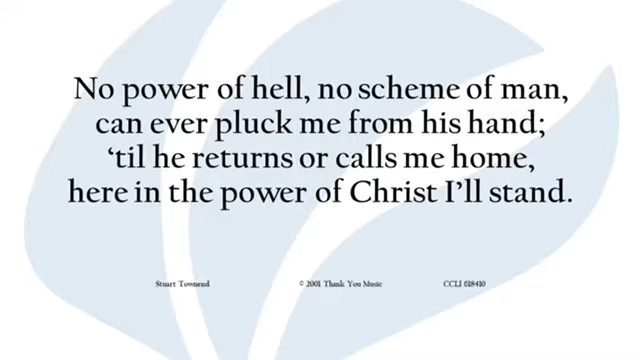 No power of hell, no scheme of man,
can ever pluck me from his hand;
‘til he returns or calls me home,
here in the power of Christ I’ll stand.
Stuart Townend © 2001 Thank You Music CCLI 618410